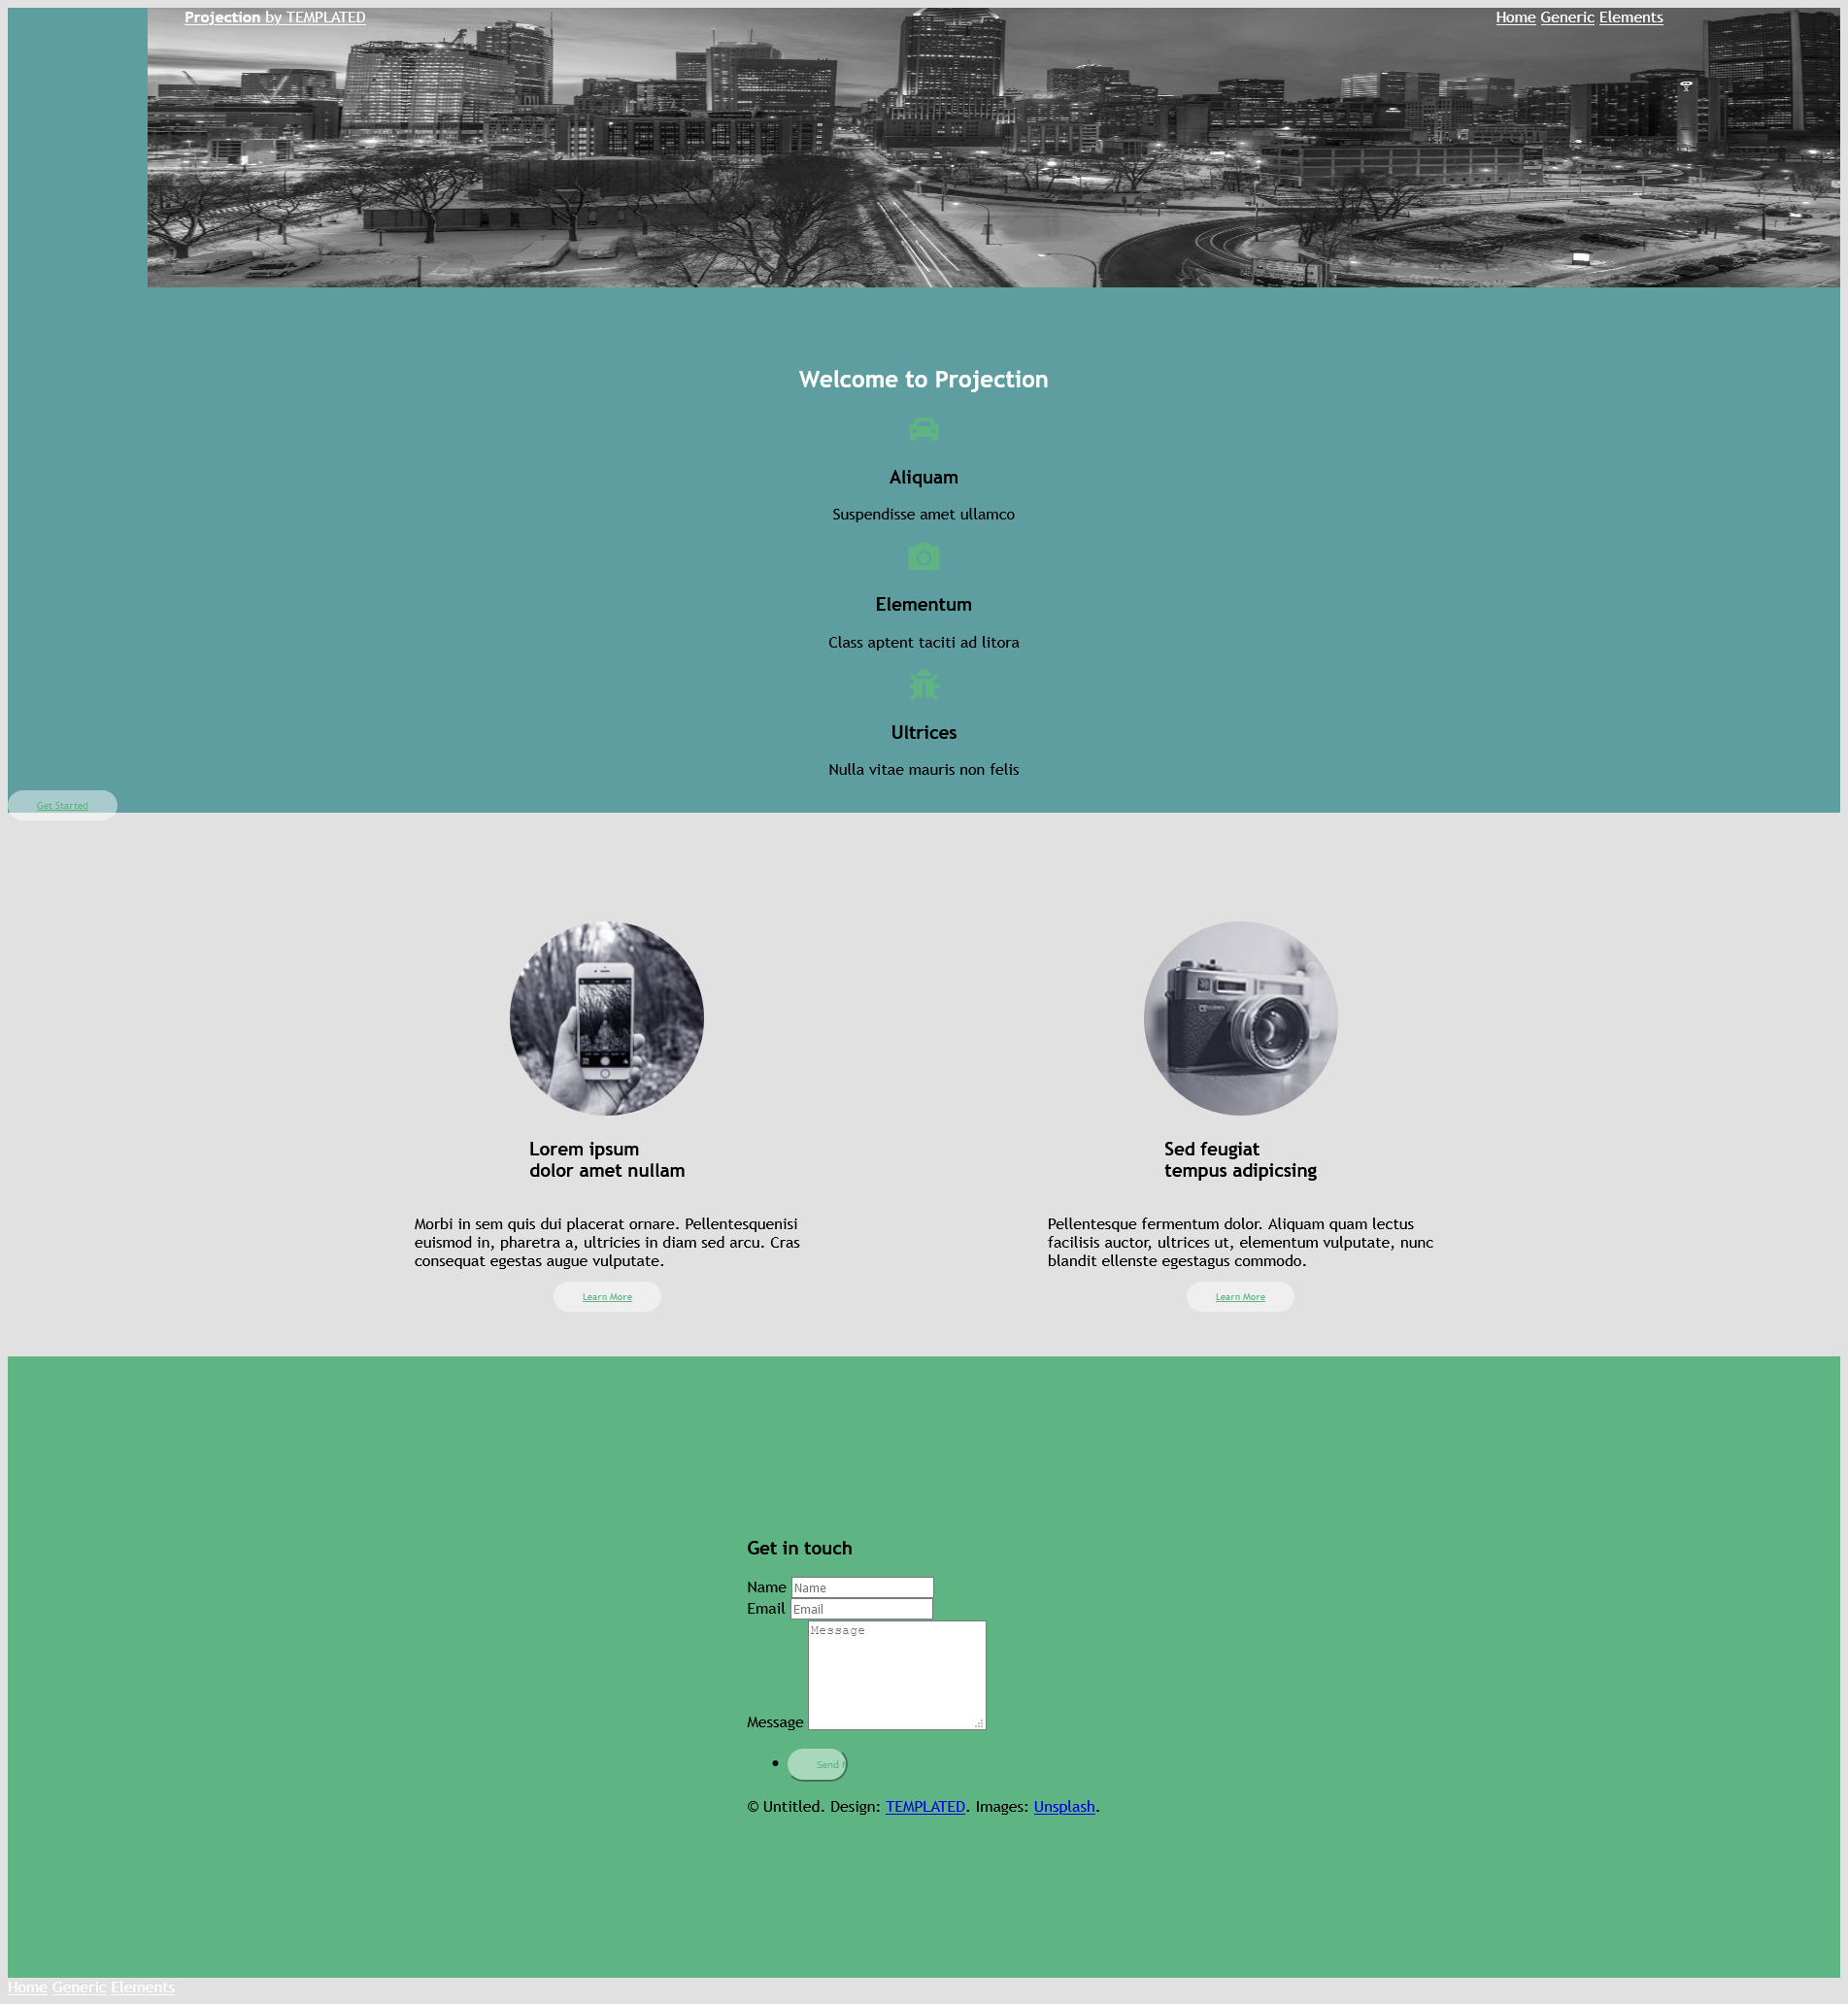 Projection by TEMPLATED
Home Generic Elements
Welcome to Projection
Aliquam
Suspendisse amet ullamco
Elementum
Class aptent taciti ad litora
Ultrices
Nulla vitae mauris non felis
Get Started
Lorem ipsum
dolor amet nullam
Morbi in sem quis dui placerat ornare. Pellentesquenisi
euismod in, pharetra a, ultricies in diam sed arcu. Cras
consequat egestas augue vulputate.
Learn More
Sed feugiat
tempus adipicsing
Pellentesque fermentum dolor. Aliquam quam lectus
facilisis auctor, ultrices ut, elementum vulputate, nunc
blandit ellenste egestagus commodo.
Learn More
Get in touch
Name Name
Email Email
Message
Message
Send
© Untitled. Design: TEMPLATED. Images: Unsplash.
Home Generic Elements